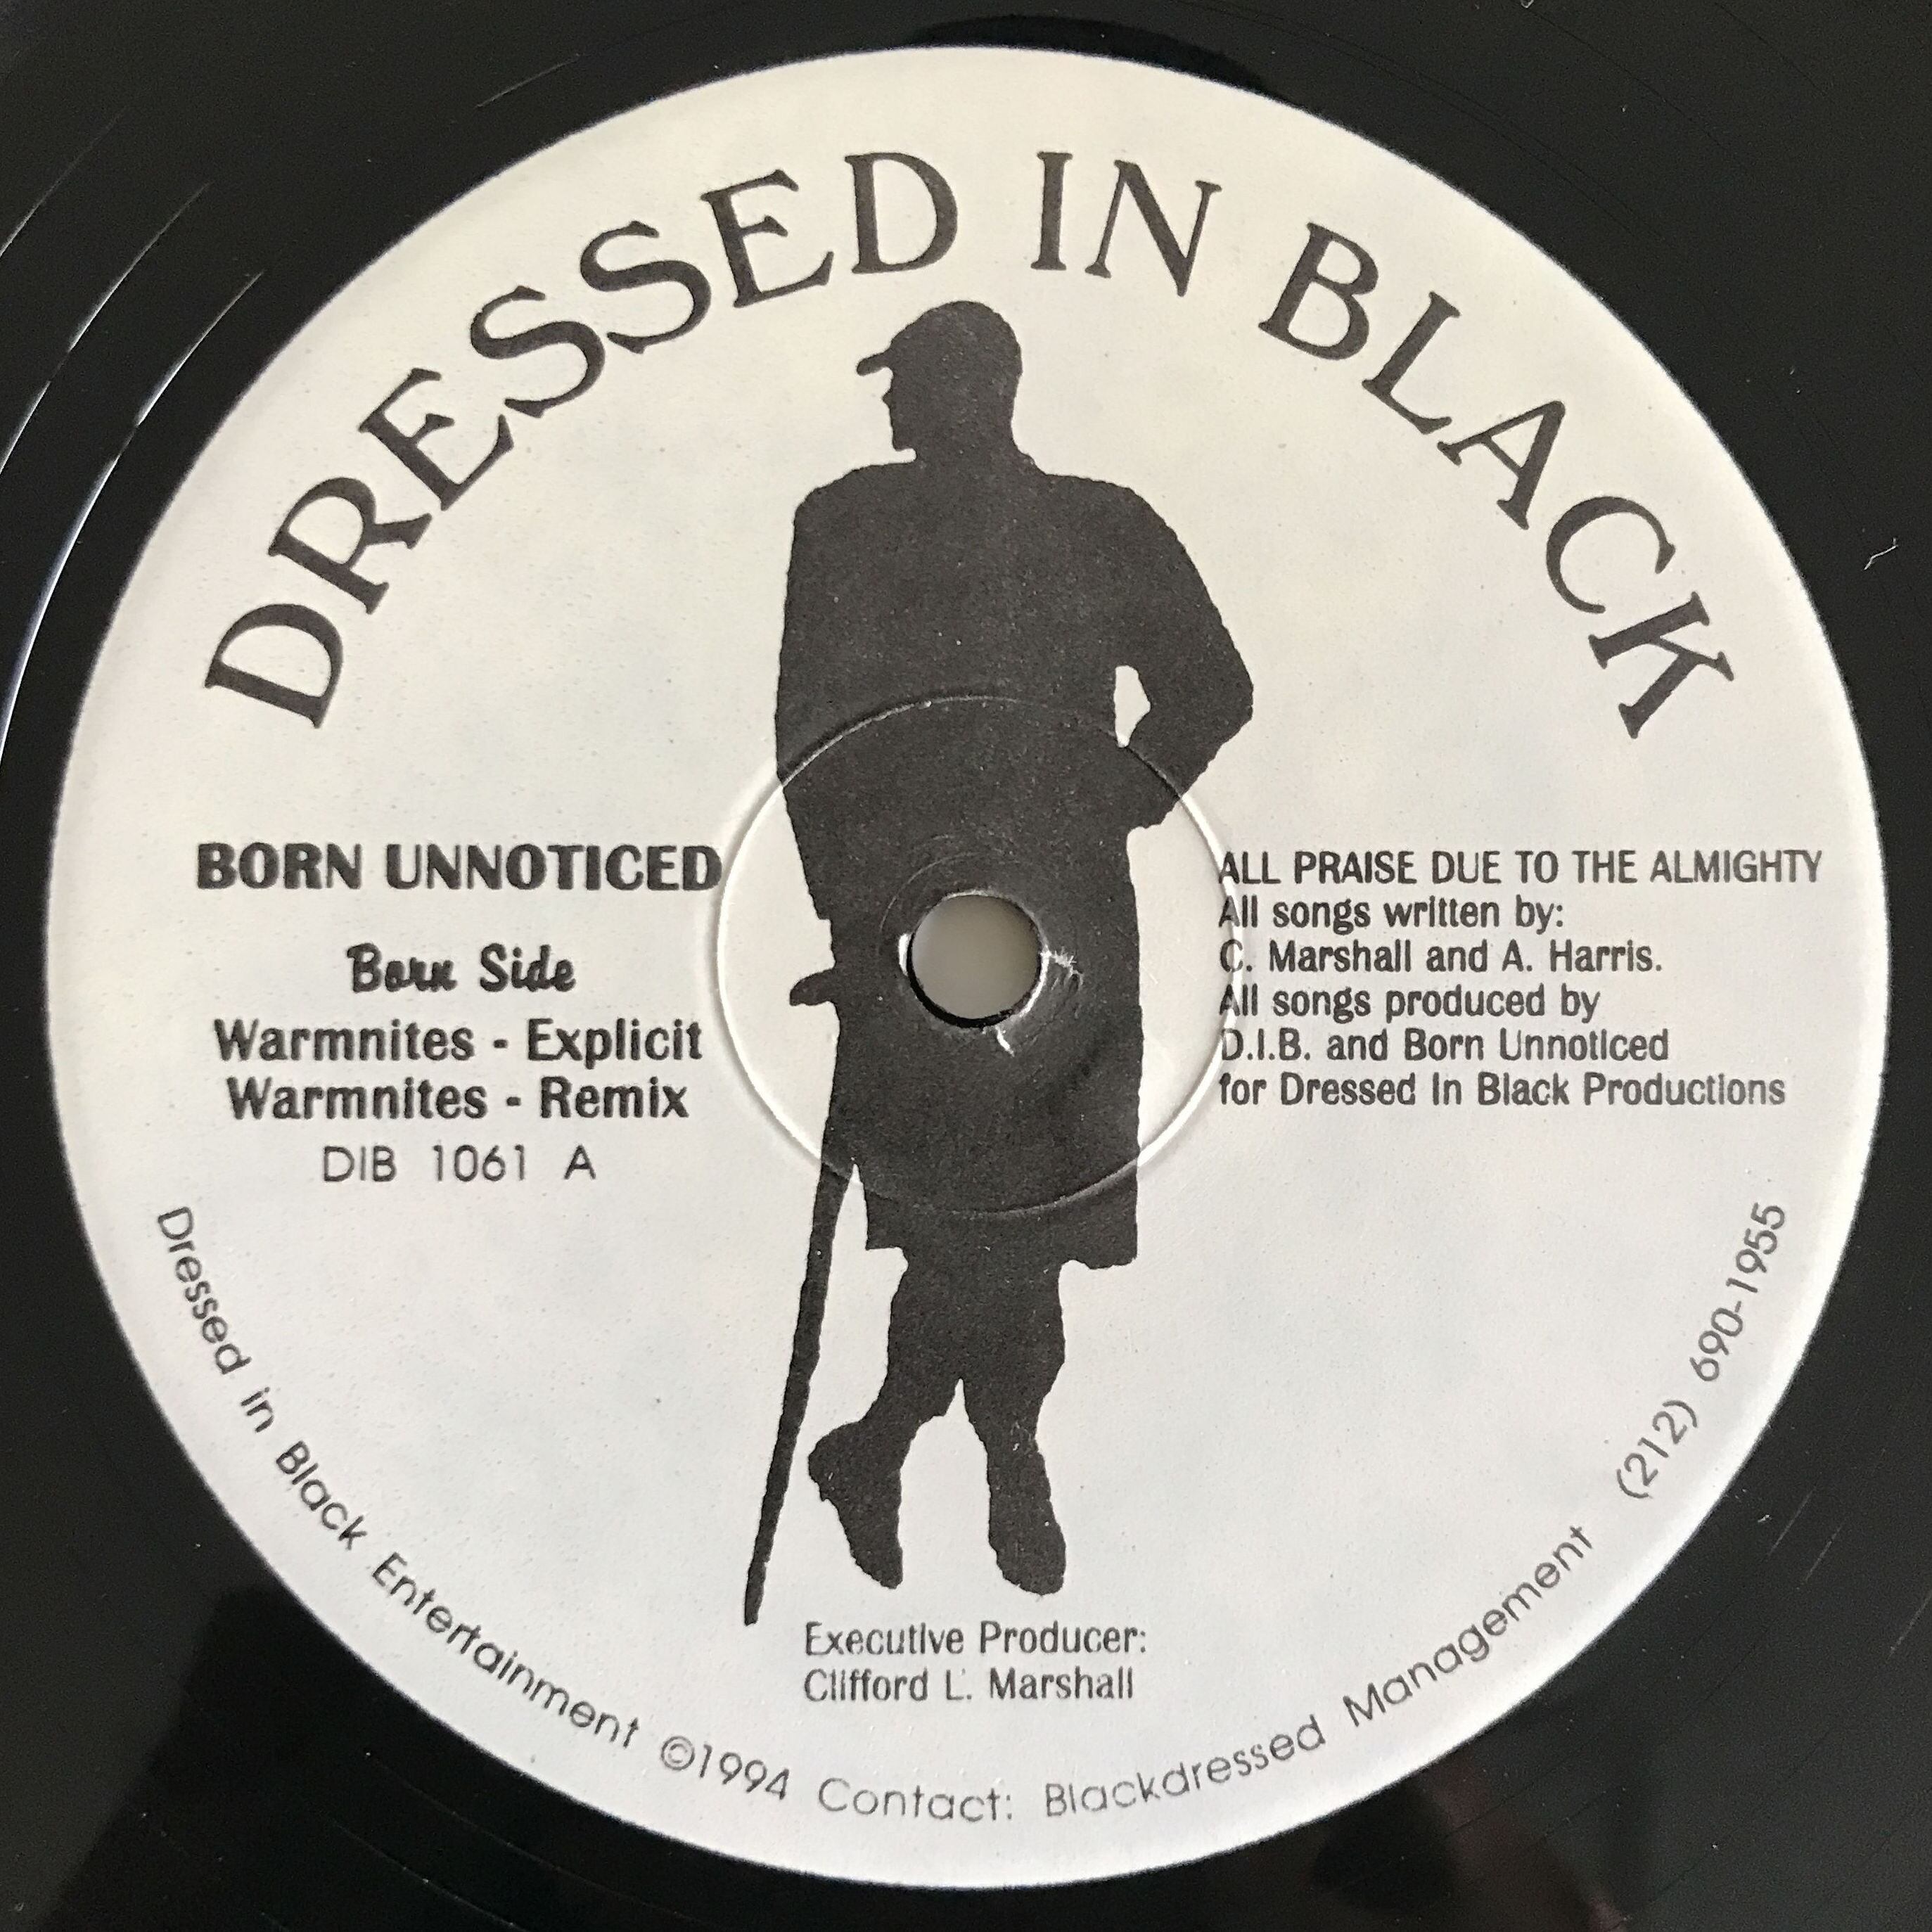 DRESSED IN BLACK
BORN UNNOTICED
Born Side
Warmnites - Explicit
Warmnites - Remix
DIB 1061 A
ALL PRAISE DUE TO THE ALMIGHTY
All songs written by:
C. Marshall and A. Harris.
All songs produced by
D.I.B. and Born Unnoticed
for Dressed In Black Productions
Executive Producer:
Clifford L. Marshall
Dressed in Black Entertainment ©1994 Contact: Blackdressed Management (212) 690-1955